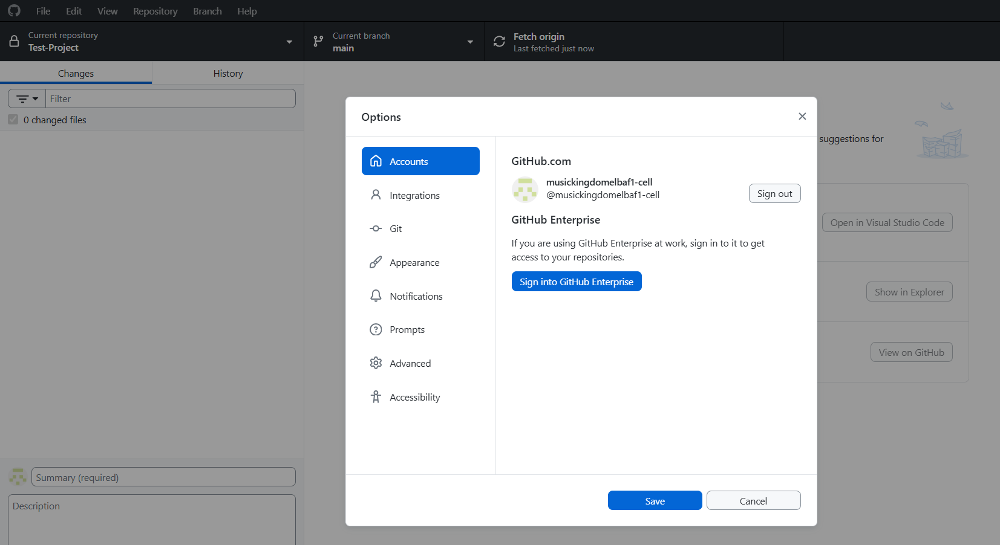 File Edit View Repository Branch Help
Current repository
Test-Project
Current branch
main
Fetch origin
Last fetched just now
Changes
History
Filter
0 changed files
Summary (required)
Description
suggestions for
Open in Visual Studio Code
Show in Explorer
View on GitHub
Options
Accounts
Integrations
Git
Appearance
Notifications
Prompts
Advanced
Accessibility
GitHub.com
musickingdomelbaf1-cell
@musickingdomelbaf1-cell
Sign out
GitHub Enterprise
If you are using GitHub Enterprise at work, sign in to it to get
access to your repositories.
Sign into GitHub Enterprise
Save
Cancel